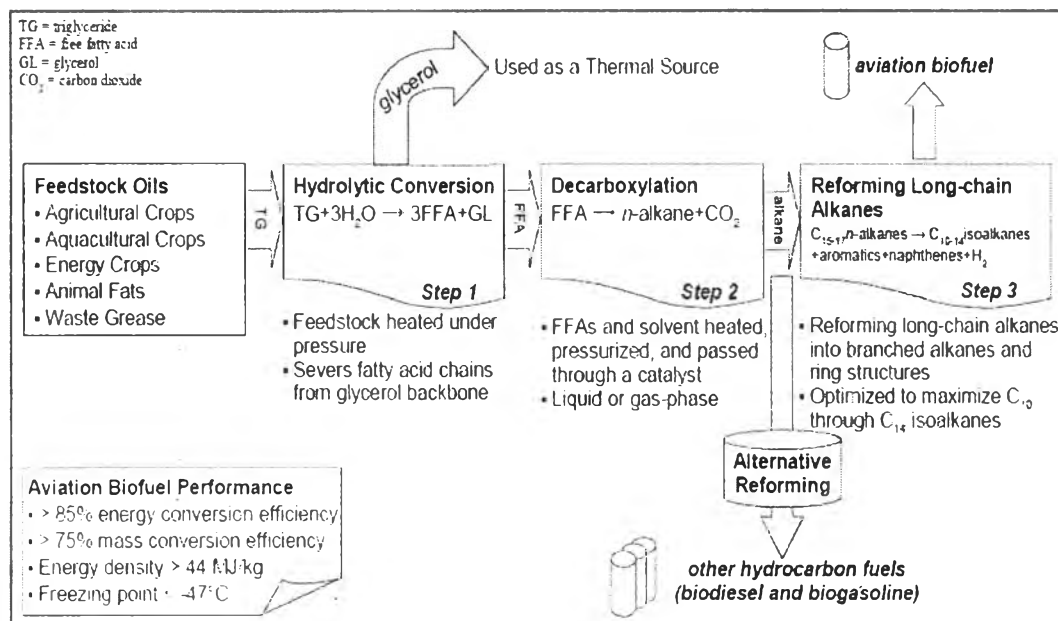 TG = triglyceride
FFA = free fatty acid
GL = glycerol
CO₂ = carbon dioxide
glycerol
Used as a Thermal Source
aviation biofuel
Feedstock Oils
• Agricultural Crops
• Aquacultural Crops
• Energy Crops
• Animal Fats
• Waste Grease
TG
Hydrolytic Conversion
TG+3H₂O → 3FFA+GL
Step 1
• Feedstock heated under
pressure
• Severs fatty acid chains
from glycerol backbone
FFA
Decarboxylation
FFA → n-alkane+CO₂
Step 2
• FFAs and solvent heated,
pressurized, and passed
through a catalyst
• Liquid or gas-phase
alkane
Reforming Long-chain
Alkanes
C₁₅₋₁₇n-alkanes → C₁₀₋₁₄isoalkanes
+aromatics+naphthenes+H₂
Step 3
• Reforming long-chain alkanes
into branched alkanes and
ring structures
• Optimized to maximize C₁₀
through C₁₄ isoalkanes
Alternative
Reforming
other hydrocarbon fuels
(biodiesel and biogasoline)
Aviation Biofuel Performance
• > 85% energy conversion efficiency
• > 75% mass conversion efficiency
• Energy density > 44 MJ/kg
• Freezing point -47°C